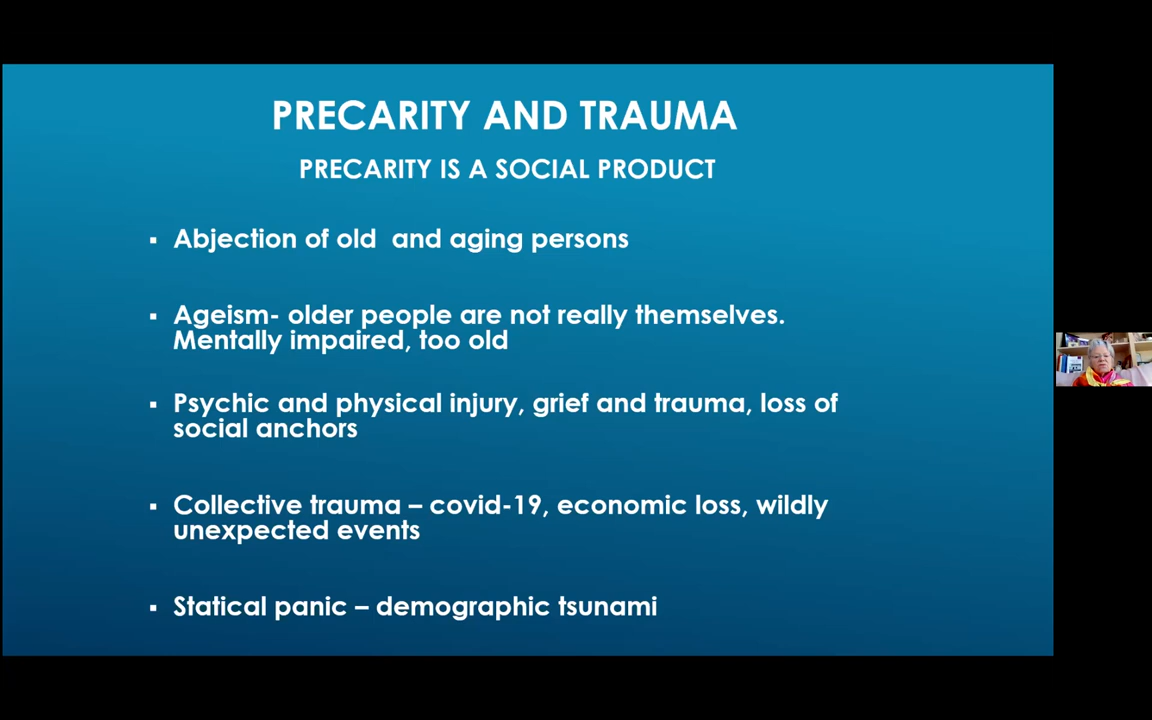 PRECARITY AND TRAUMA
PRECARITY IS A SOCIAL PRODUCT
▪ Abjection of old and aging persons
▪ Ageism- older people are not really themselves.
Mentally impaired, too old
▪ Psychic and physical injury, grief and trauma, loss of
social anchors
▪ Collective trauma – covid-19, economic loss, wildly
unexpected events
▪ Statical panic – demographic tsunami